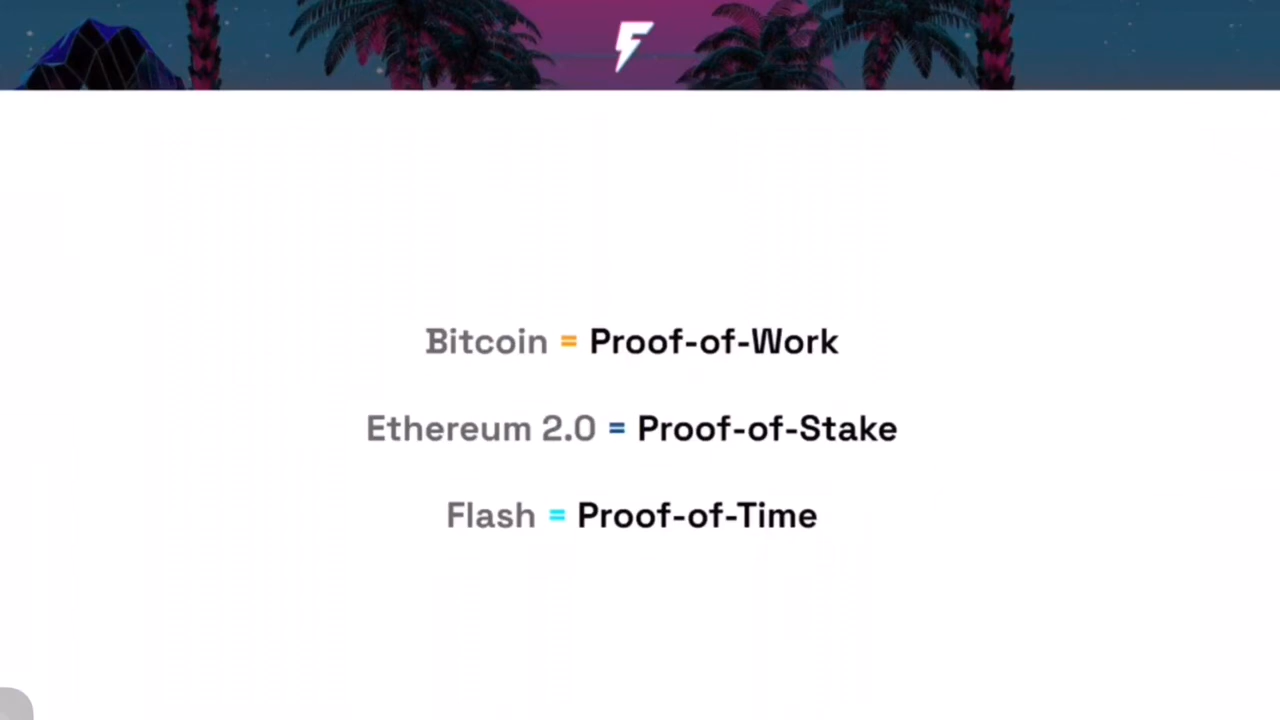 Bitcoin = Proof-of-Work
Ethereum 2.0 = Proof-of-Stake
Flash = Proof-of-Time